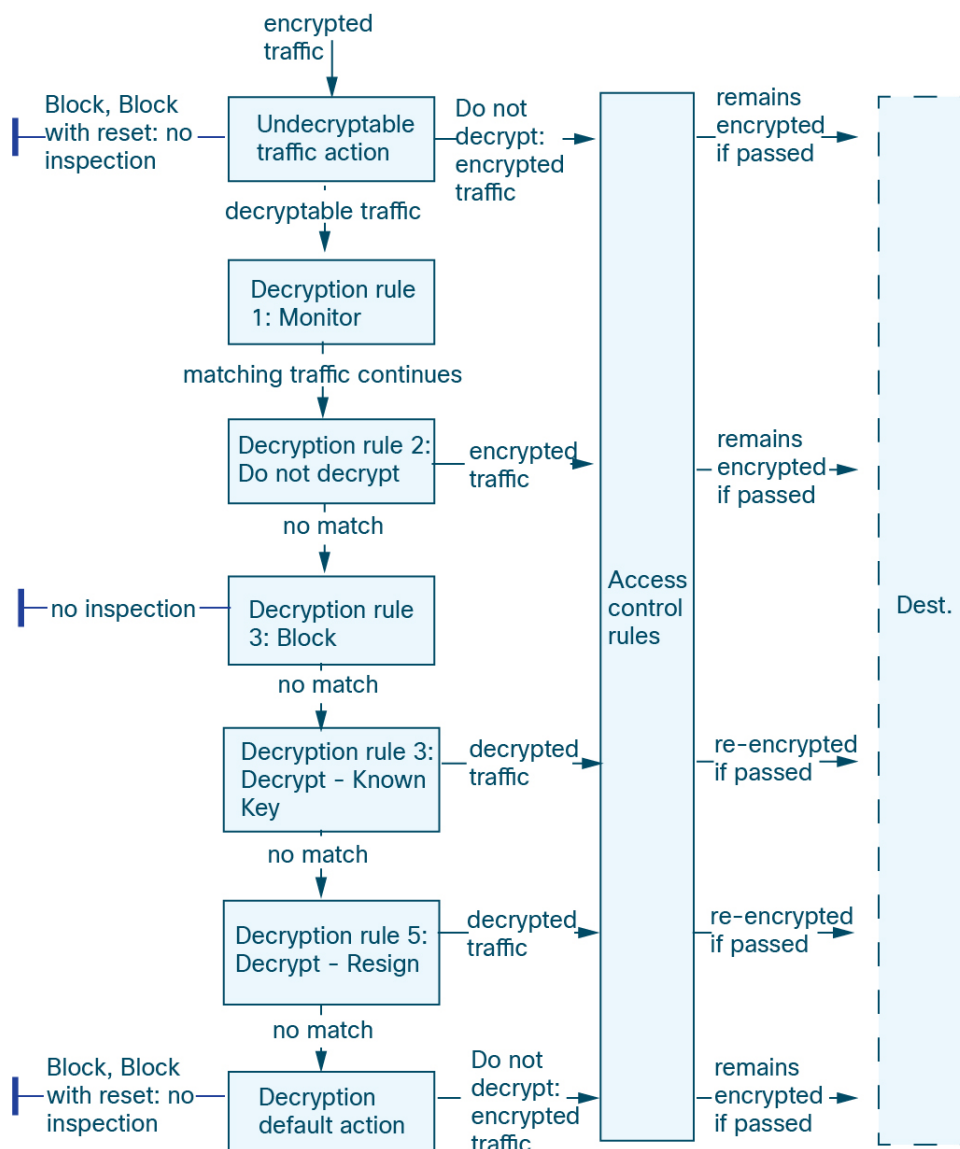 encrypted
traffic
Block, Block
with reset: no
inspection
Undecryptable
traffic action
Do not
decrypt:
encrypted
traffic
remains
encrypted
if passed
decryptable traffic
Decryption rule
1: Monitor
matching traffic continues
Decryption rule 2:
Do not decrypt
encrypted
traffic
remains
encrypted
if passed
no match
no inspection
Decryption rule
3: Block
Access
control
rules
Dest.
no match
Decryption rule 3:
Decrypt - Known
Key
decrypted
traffic
re-encrypted
if passed
no match
Decryption rule 5:
Decrypt - Resign
decrypted
traffic
re-encrypted
if passed
no match
Block, Block
with reset: no
inspection
Decryption
default action
Do not
decrypt:
encrypted
traffic
remains
encrypted
if passed